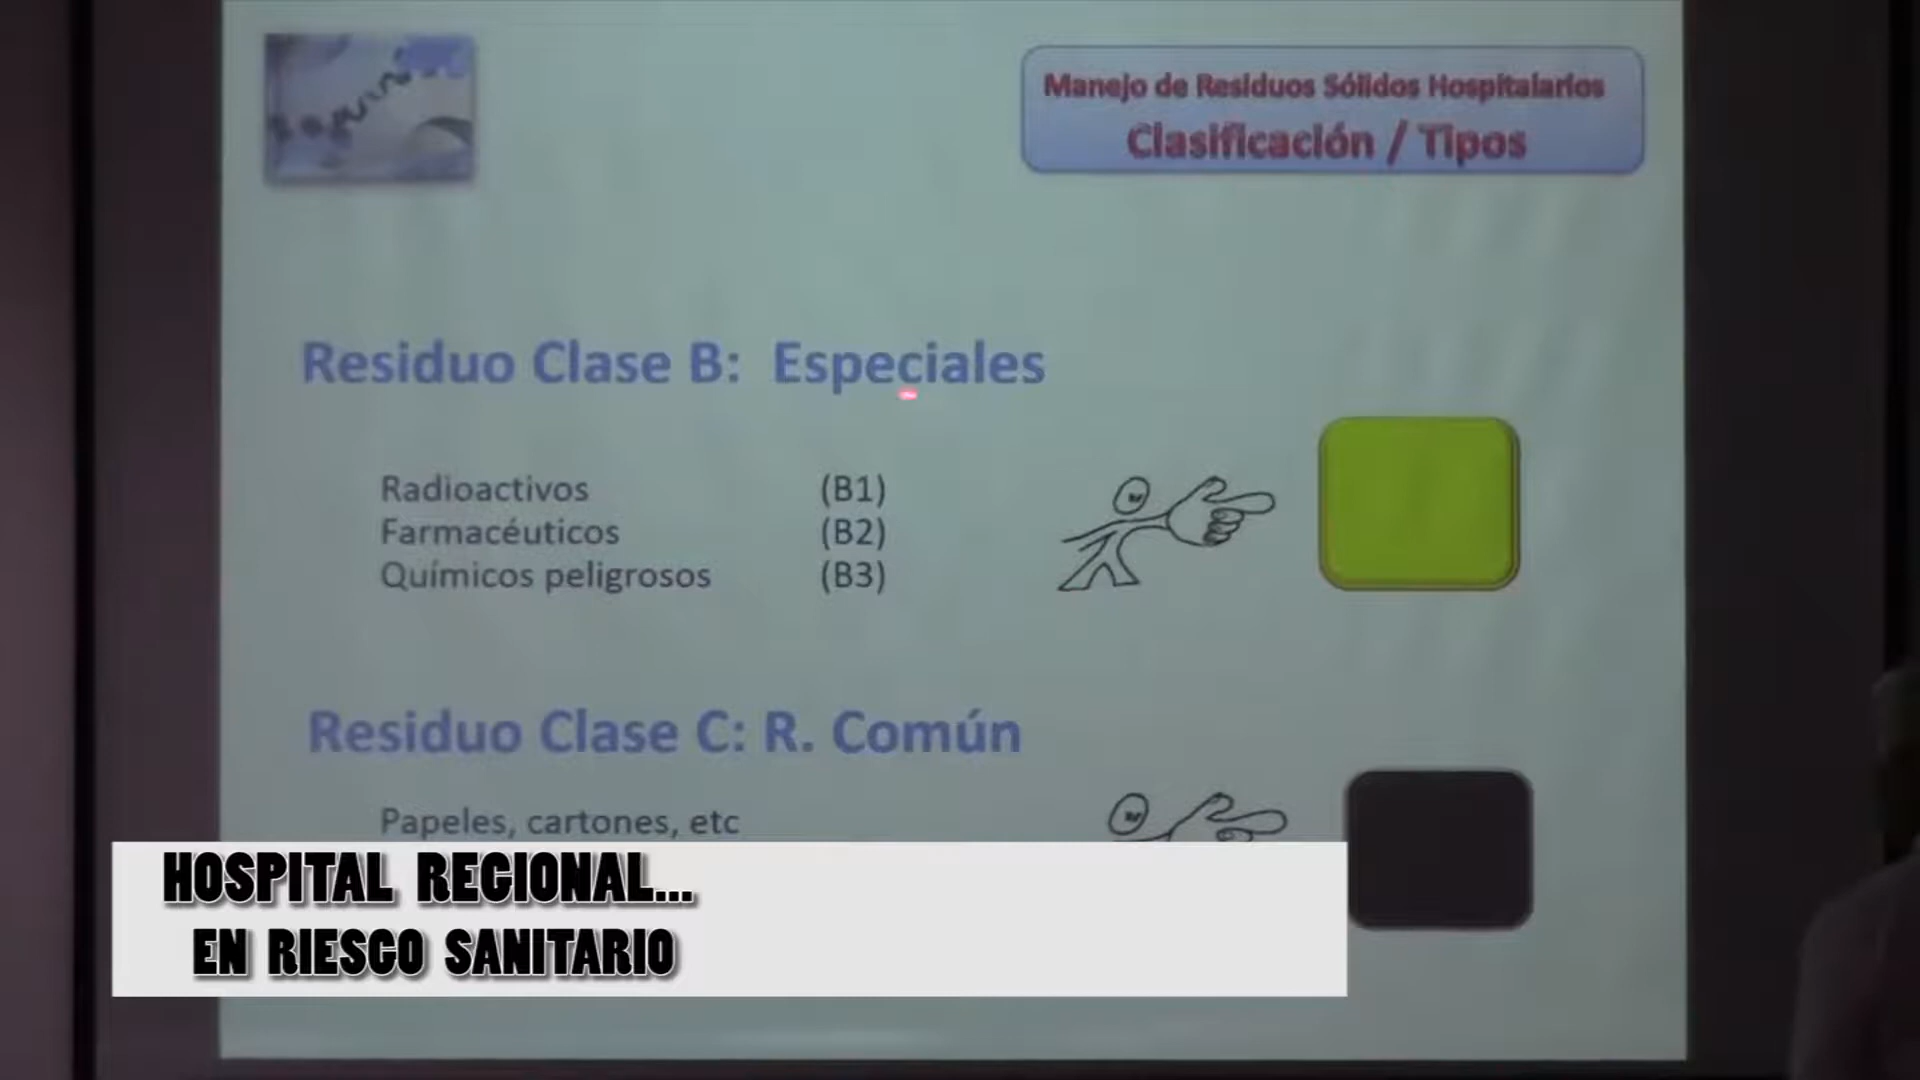 Manejo de Residuos Sólidos Hospitalarios
Clasificación / Tipos
Residuo Clase B: Especiales
Radioactivos (B1)
Farmacéuticos (B2)
Químicos peligrosos (B3)
Residuo Clase C: R. Común
Papeles, cartones, etc
HOSPITAL REGIONAL...
EN RIESGO SANITARIO